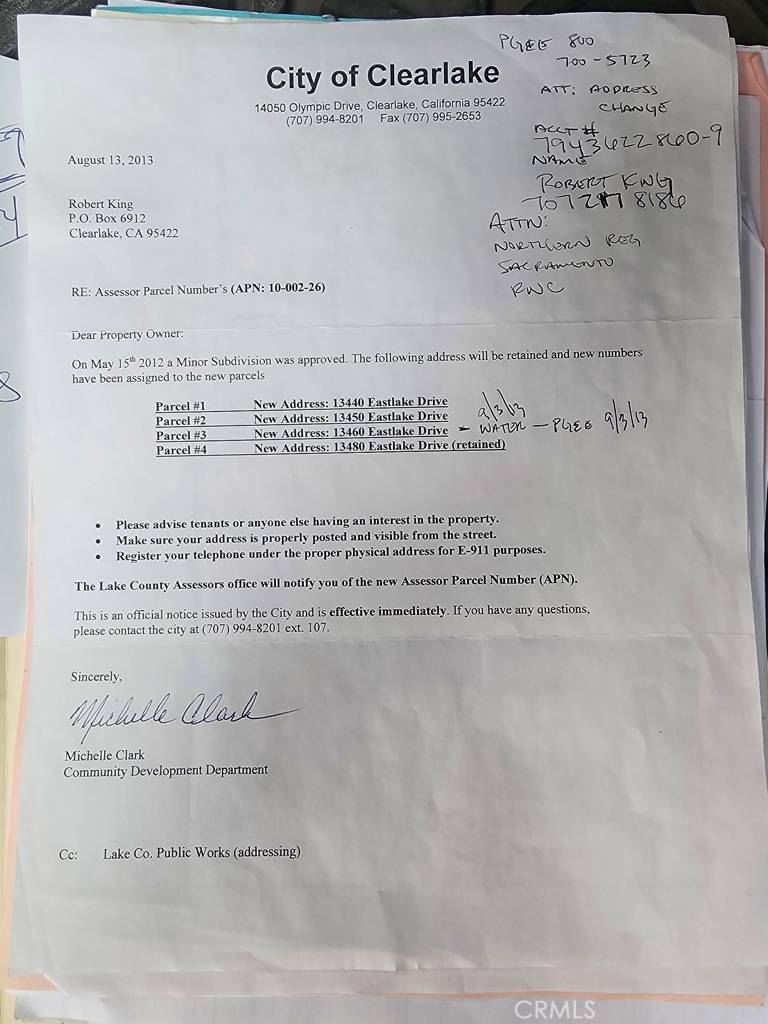 PG&E 800
700-5723
ATT: ADDRESS
CHANGE
ACCT #
7943622860-9
NAME
ROBERT KING
ATTN:
NORTHERN REG
SACRAMENTO
RWC
City of Clearlake
14050 Olympic Drive, Clearlake, California 95422
(707) 994-8201 Fax (707) 995-2653
August 13, 2013
Robert King
P.O. Box 6912
Clearlake, CA 95422
RE: Assessor Parcel Number's (APN: 10-002-26)
Dear Property Owner:
On May 15th 2012 a Minor Subdivision was approved. The following address will be retained and new numbers
have been assigned to the new parcels
Parcel #1 New Address: 13440 Eastlake Drive
Parcel #2 New Address: 13450 Eastlake Drive 9/3/13
Parcel #3 New Address: 13460 Eastlake Drive - WATER - PG&E 9/3/13
Parcel #4 New Address: 13480 Eastlake Drive (retained)
• Please advise tenants or anyone else having an interest in the property.
• Make sure your address is properly posted and visible from the street.
• Register your telephone under the proper physical address for E-911 purposes.
The Lake County Assessors office will notify you of the new Assessor Parcel Number (APN).
This is an official notice issued by the City and is effective immediately. If you have any questions,
please contact the city at (707) 994-8201 ext. 107.
Sincerely,
Michelle Clark
Michelle Clark
Community Development Department
Cc: Lake Co. Public Works (addressing)
CRMLS